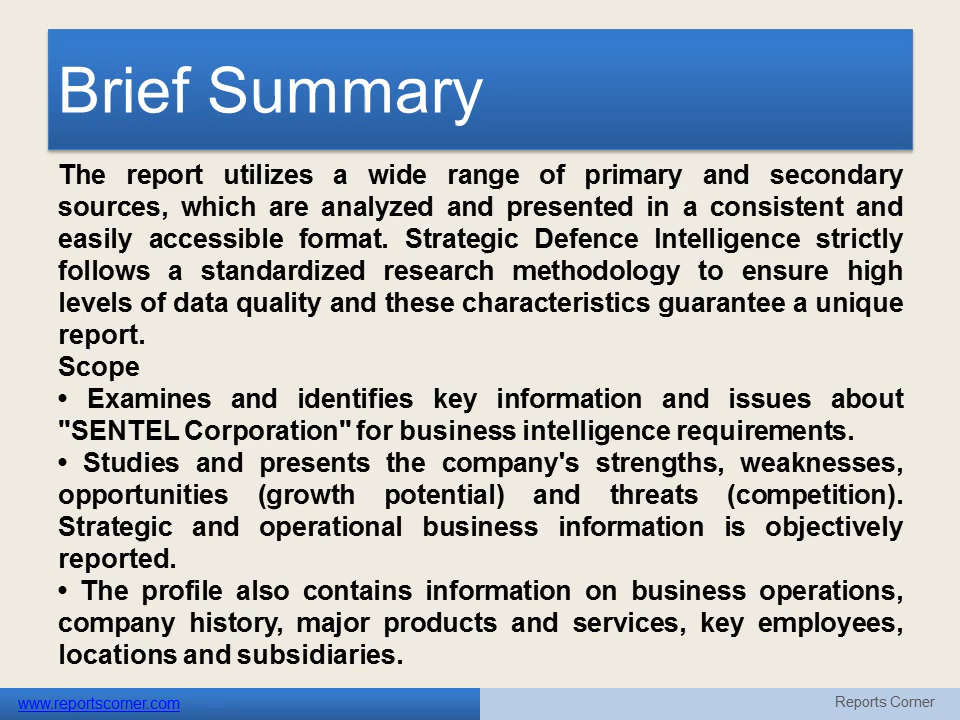 Brief Summary
The report utilizes a wide range of primary and secondary
sources, which are analyzed and presented in a consistent and
easily accessible format. Strategic Defence Intelligence strictly
follows a standardized research methodology to ensure high
levels of data quality and these characteristics guarantee a unique
report.
Scope
• Examines and identifies key information and issues about
"SENTEL Corporation" for business intelligence requirements.
• Studies and presents the company's strengths, weaknesses,
opportunities (growth potential) and threats (competition).
Strategic and operational business information is objectively
reported.
• The profile also contains information on business operations,
company history, major products and services, key employees,
locations and subsidiaries.
www.reportscorner.com
Reports Corner